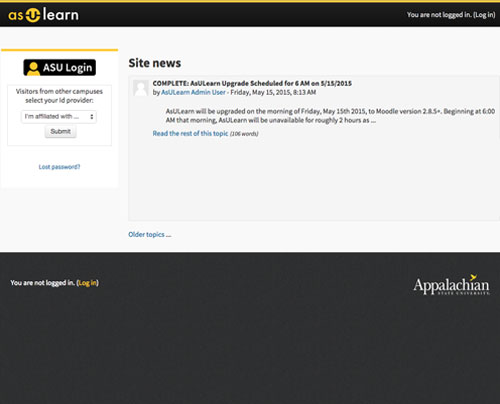 asUlearn
You are not logged in. (Log in)
ASU Login
Visitors from other campuses
select your Id provider:
I'm affiliated with ...
Submit
Lost password?
Site news
COMPLETE: AsULearn Upgrade Scheduled for 6 AM on 5/15/2015
by AsULearn Admin User - Friday, May 15, 2015, 8:13 AM
AsULearn will be upgraded on the morning of Friday, May 15th 2015, to Moodle version 2.8.5+. Beginning at 6:00
AM that morning, AsULearn will be unavailable for roughly 2 hours as ...
Read the rest of this topic (106 words)
Older topics ...
You are not logged in. (Log in)
Appalachian
STATE UNIVERSITY